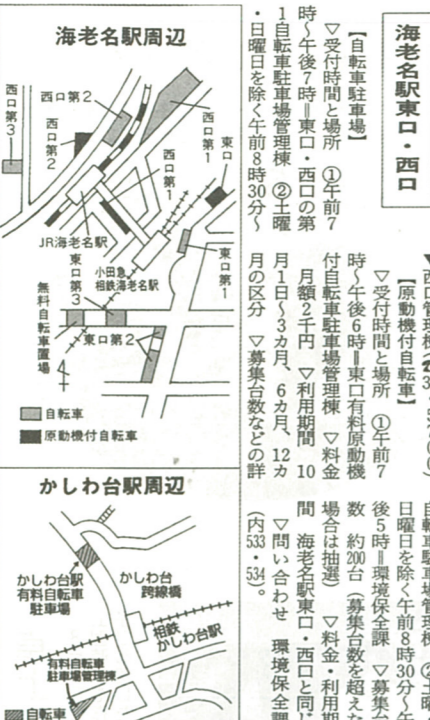 海老名駅東口・西口
【自転車駐車場】
▽受付時間と場所 ①午前7
時～午後7時＝東口・西口の第
1自転車駐車場管理棟 ②土曜
・日曜日を除く午前8時30分～
【原動機付自転車】
▽受付時間と場所 ①午前7
時～午後6時＝東口有料原動機
付自転車駐車場管理棟 ▽料金
月額2千円 ▽利用期間 10
月1日～3カ月、6カ月、12カ
月の区分 ▽募集台数などの詳
自転車駐車場管理棟 ②土曜
日曜日を除く午前8時30分～午
後5時＝環境保全課 ▽募集台
数 約200台（募集台数を超えた
場合は抽選） ▽料金・利用期
間 海老名駅東口・西口と同じ
▽問い合わせ 環境保全課
（内533・534）。
海老名駅周辺
西口第2
西口第3
西口第2
西口第1
東口
西口第1
JR海老名駅
小田急
相鉄海老名駅
東口第1
東口第3
無料自転車置場
東口第2
自転車
原動機付自転車
かしわ台駅周辺
かしわ台駅
有料自転車
駐車場
かしわ台
跨線橋
相鉄
かしわ台駅
有料自転車
駐車場管理棟
自転車